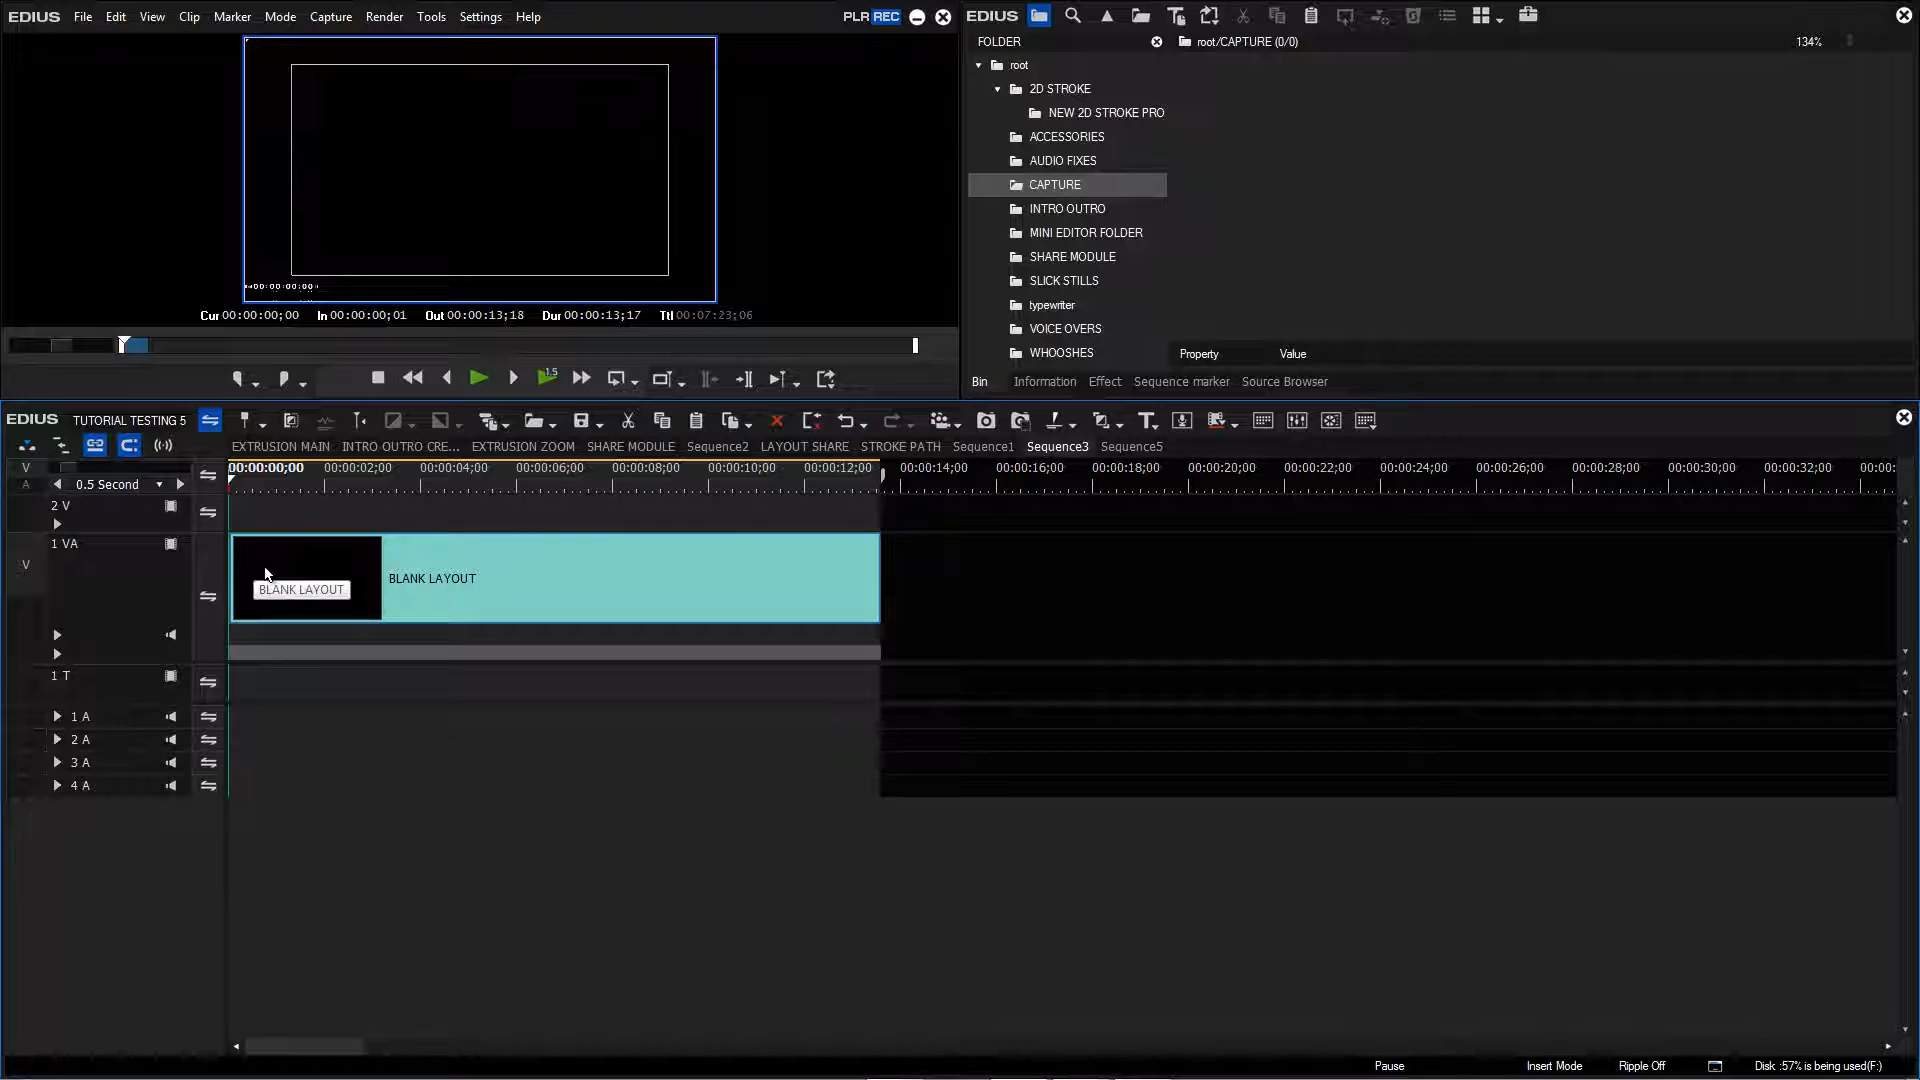 EDIUS File Edit View Clip Marker Mode Capture Render Tools Settings Help PLR REC
00:00:00;00
Cur 00:00:00;00 In 00:00:00;01 Out 00:00:13;18 Dur 00:00:13;17 Ttl 00:07:23;06
1.5
EDIUS
FOLDER
root/CAPTURE (0/0) 134%
root
2D STROKE
NEW 2D STROKE PRO
ACCESSORIES
AUDIO FIXES
CAPTURE
INTRO OUTRO
MINI EDITOR FOLDER
SHARE MODULE
SLICK STILLS
typewriter
VOICE OVERS
WHOOSHES
Property Value
Bin Information Effect Sequence marker Source Browser
EDIUS TUTORIAL TESTING 5
EXTRUSION MAIN INTRO OUTRO CRE... EXTRUSION ZOOM SHARE MODULE Sequence2 LAYOUT SHARE STROKE PATH Sequence1 Sequence3 Sequence5
V 00:00:00;00 00:00:02;00 00:00:04;00 00:00:06;00 00:00:08;00 00:00:10;00 00:00:12;00 00:00:14;00 00:00:16;00 00:00:18;00 00:00:20;00 00:00:22;00 00:00:24;00 00:00:26;00 00:00:28;00 00:00:30;00 00:00:32;00 00:00:
A 0.5 Second
2 V
1 VA
V
BLANK LAYOUT
BLANK LAYOUT
1 T
1 A
2 A
3 A
4 A
Pause Insert Mode Ripple Off Disk :57% is being used(F:)